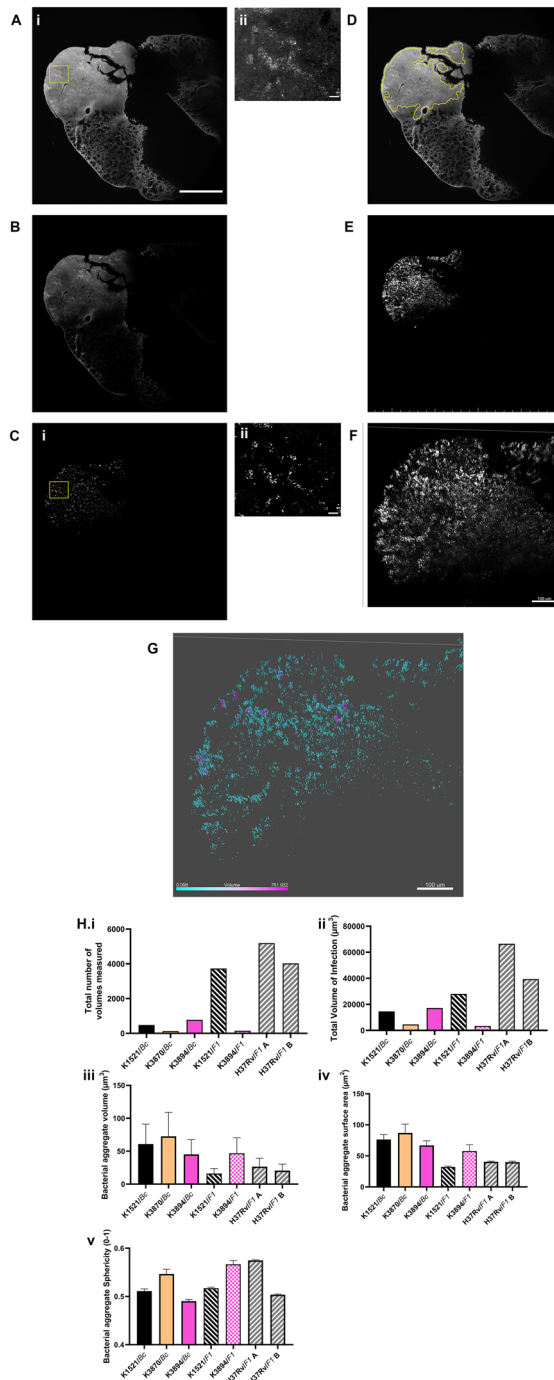 A
i
ii
D
B
E
C
i
ii
F
100 um
G
0.088 Volume 751.932
100 um
H.i
Total number of
volumes measured
6000
4000
2000
0
K1521/Bc
K3870/Bc
K3894/Bc
K1521/F1
K3894/F1
H37Rv/F1 A
H37Rv/F1 B
ii
Total Volume of Infection (µm³)
80000
60000
40000
20000
0
K1521/Bc
K3870/Bc
K3894/Bc
K1521/F1
K3894/F1
H37Rv/F1A
H37Rv/F1B
iii
Bacterial aggregate volume (µm³)
150
100
50
0
K1521/Bc
K3870/Bc
K3894/Bc
K1521/F1
K3894/F1
H37Rv/F1 A
H37Rv/F1 B
iv
Bacterial aggregate surface area (µm²)
150
100
50
0
K1521/Bc
K3870/Bc
K3894/Bc
K1521/F1
K3894/F1
H37Rv/F1 A
H37Rv/F1 B
v
Bacterial aggregate Sphericity (0-1)
0.6
0.5
0.4
K1521/Bc
K3870/Bc
K3894/Bc
K1521/F1
K3894/F1
H37Rv/F1 A
H37Rv/F1 B